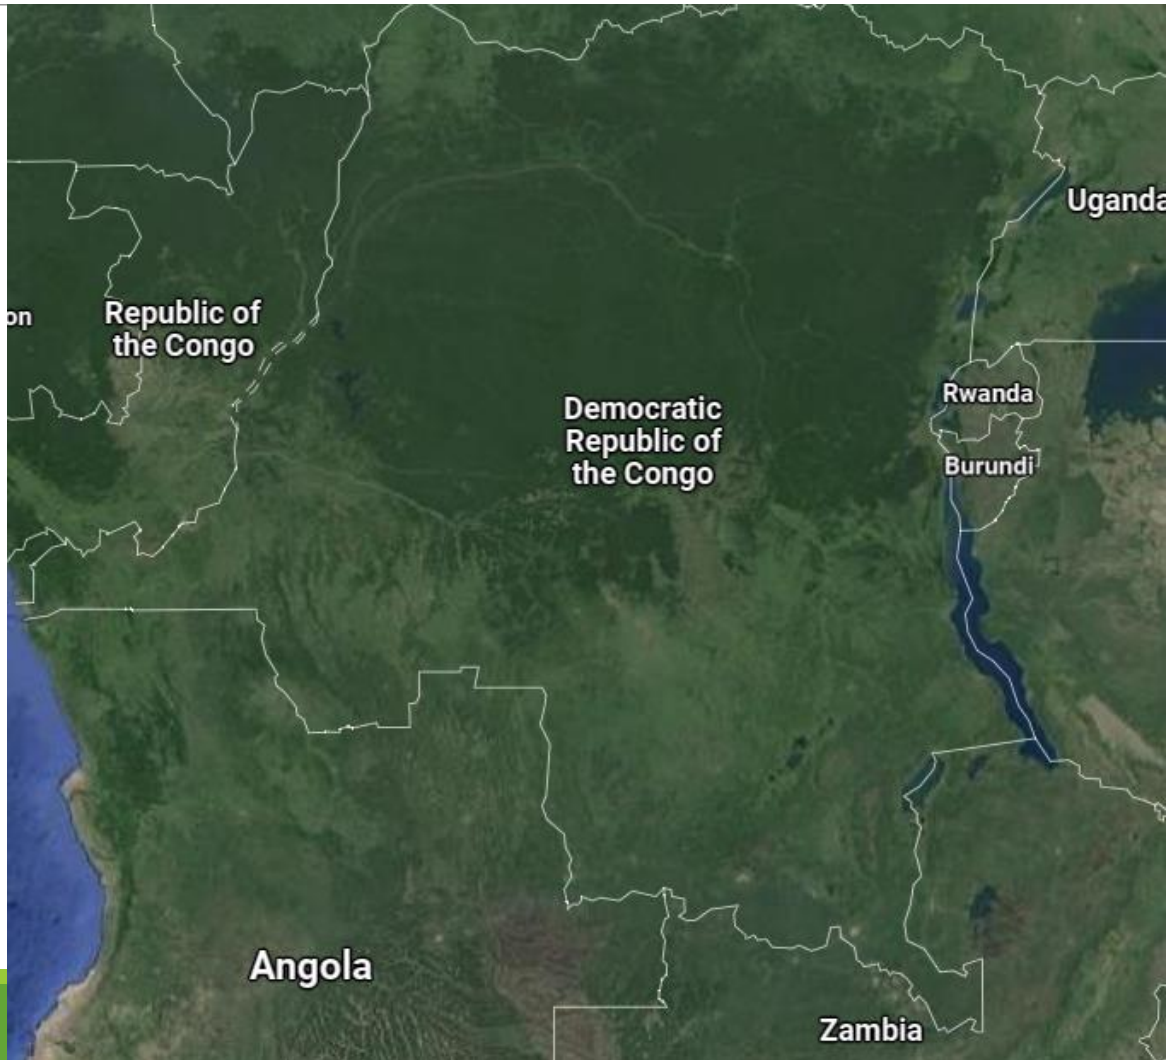 Uganda
on
Republic of
the Congo
Rwanda
Democratic
Republic of
the Congo
Burundi
Angola
Zambia